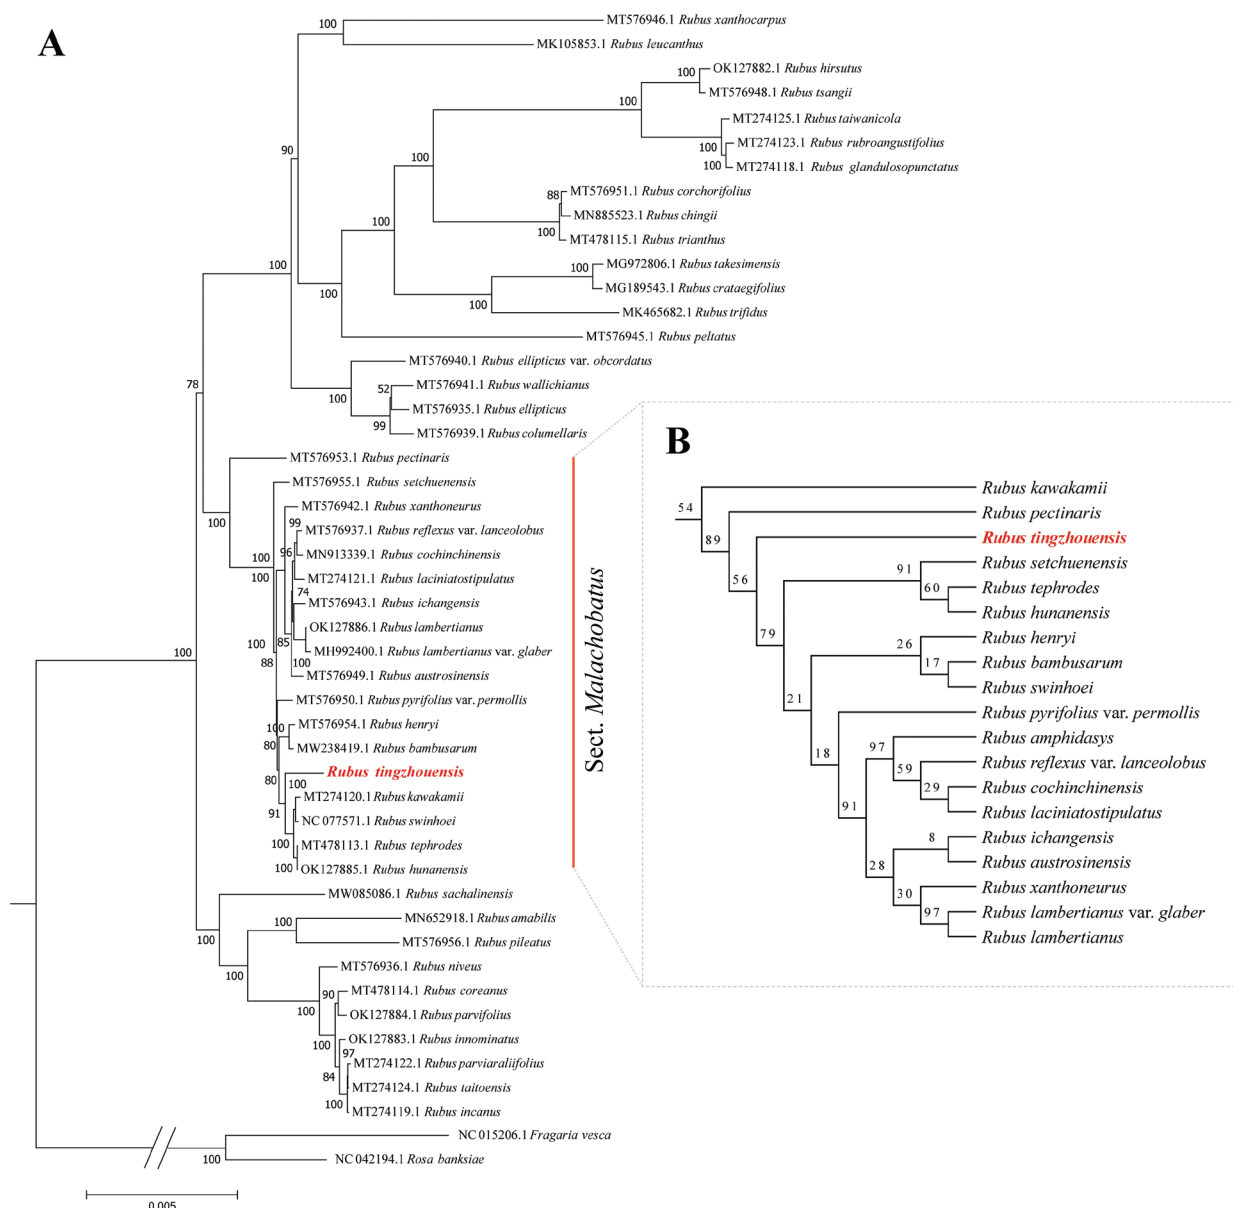 A
100
MT576946.1 Rubus xanthocarpus
MK105853.1 Rubus leucanthus
OK127882.1 Rubus hirsutus
100
MT576948.1 Rubus tsangii
100
MT274125.1 Rubus taiwanicola
MT274123.1 Rubus rubroangustifolius
100
90
100
100
MT274118.1 Rubus glandulosopunctatus
88
MT576951.1 Rubus corchorifolius
MN885523.1 Rubus chingii
100
100
MT478115.1 Rubus trianthus
100
100
MG972806.1 Rubus takesimensis
100
MG189543.1 Rubus crataegifolius
100
MK465682.1 Rubus trifidus
MT576945.1 Rubus peltatus
MT576940.1 Rubus ellipticus var. obcordatus
78
52
MT576941.1 Rubus wallichianus
100
MT576935.1 Rubus ellipticus
99
MT576939.1 Rubus columellaris
MT576953.1 Rubus pectinaris
MT576955.1 Rubus setchuenensis
MT576942.1 Rubus xanthoneurus
100
99
MT576937.1 Rubus reflexus var. lanceolobus
96
MN913339.1 Rubus cochinchinensis
100
100
MT274121.1 Rubus laciniatostipulatus
74
MT576943.1 Rubus ichangensis
OK127886.1 Rubus lambertianus
100
85
100
MH992400.1 Rubus lambertianus var. glaber
100
88
MT576949.1 Rubus austrosinensis
MT576950.1 Rubus pyrifolius var. permollis
100
MT576954.1 Rubus henryi
80
MW238419.1 Rubus bambusarum
80
100
Rubus tingzhouensis
MT274120.1 Rubus kawakamii
91
NC 077571.1 Rubus swinhoei
100
MT478113.1 Rubus tephrodes
100
OK127885.1 Rubus hunanensis
Sect. Malachobatus
MW085086.1 Rubus sachalinensis
100
100
MN652918.1 Rubus amabilis
MT576956.1 Rubus pileatus
100
MT576936.1 Rubus niveus
90
MT478114.1 Rubus coreanus
100
OK127884.1 Rubus parvifolius
100
OK127883.1 Rubus innominatus
97
MT274122.1 Rubus parviaraliifolius
84
MT274124.1 Rubus taitoensis
100
MT274119.1 Rubus incanus
NC 015206.1 Fragaria vesca
100
NC 042194.1 Rosa banksiae
0.005
B
54
Rubus kawakamii
89
Rubus pectinaris
56
Rubus tingzhouensis
91
Rubus setchuenensis
60
Rubus tephrodes
Rubus hunanensis
79
26
Rubus henryi
17
Rubus bambusarum
Rubus swinhoei
21
Rubus pyrifolius var. permollis
18
97
Rubus amphidasys
59
Rubus reflexus var. lanceolobus
29
Rubus cochinchinensis
91
Rubus laciniatostipulatus
8
Rubus ichangensis
28
Rubus austrosinensis
30
Rubus xanthoneurus
97
Rubus lambertianus var. glaber
Rubus lambertianus